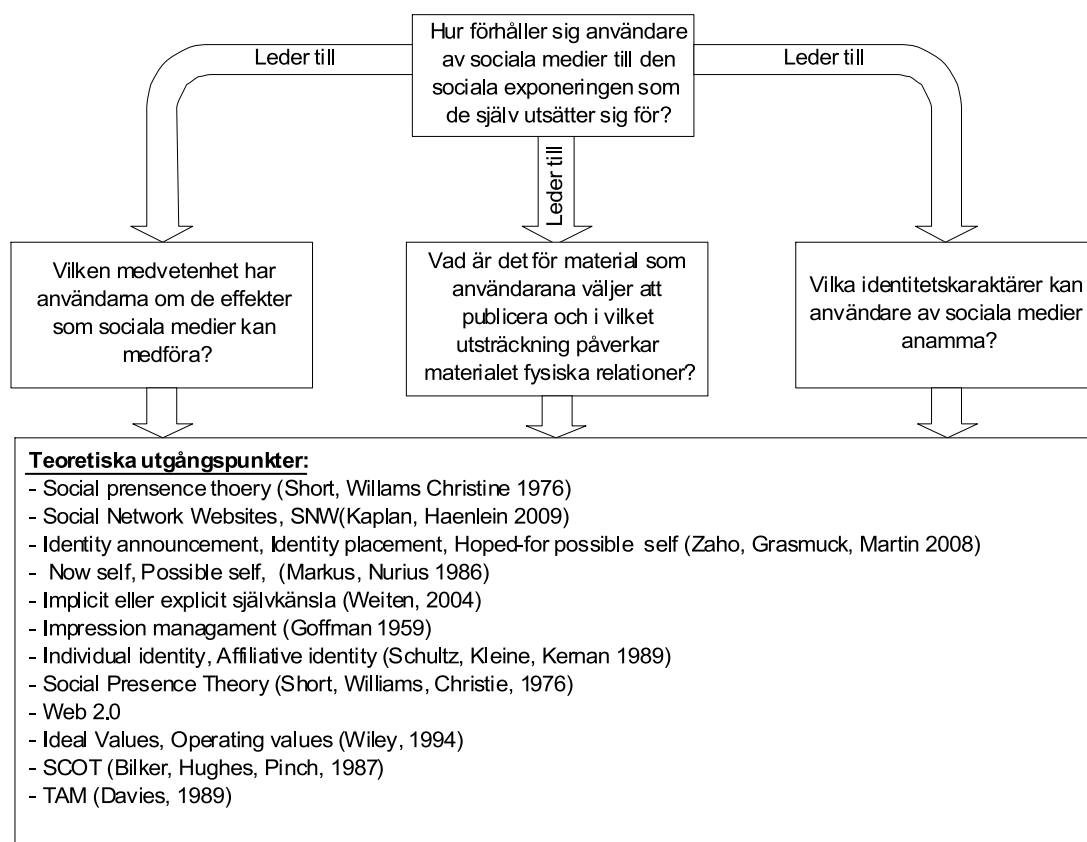 Hur förhåller sig användare
av sociala medier till den
sociala exponeringen som
de själv utsätter sig för?
Leder till
Leder till
Leder till
Vilken medvetenhet har
användarna om de effekter
som sociala medier kan
medföra?
Vad är det för material som
användarana väljer att
publicera och i vilket
utsträckning påverkar
materialet fysiska relationer?
Vilka identitetskaraktärer kan
användare av sociala medier
anamma?
Teoretiska utgångspunkter:
- Social prensence thoery (Short, Willams Christine 1976)
- Social Network Websites, SNW(Kaplan, Haenlein 2009)
- Identity announcement, Identity placement, Hoped-for possible self (Zaho, Grasmuck, Martin 2008)
- Now self, Possible self, (Markus, Nurius 1986)
- Implicit eller explicit självkänsla (Weiten, 2004)
- Impression managament (Goffman 1959)
- Individual identity, Affiliative identity (Schultz, Kleine, Kernan 1989)
- Social Presence Theory (Short, Williams, Christie, 1976)
- Web 2.0
- Ideal Values, Operating values (Wiley, 1994)
- SCOT (Bilker, Hughes, Pinch, 1987)
- TAM (Davies, 1989)